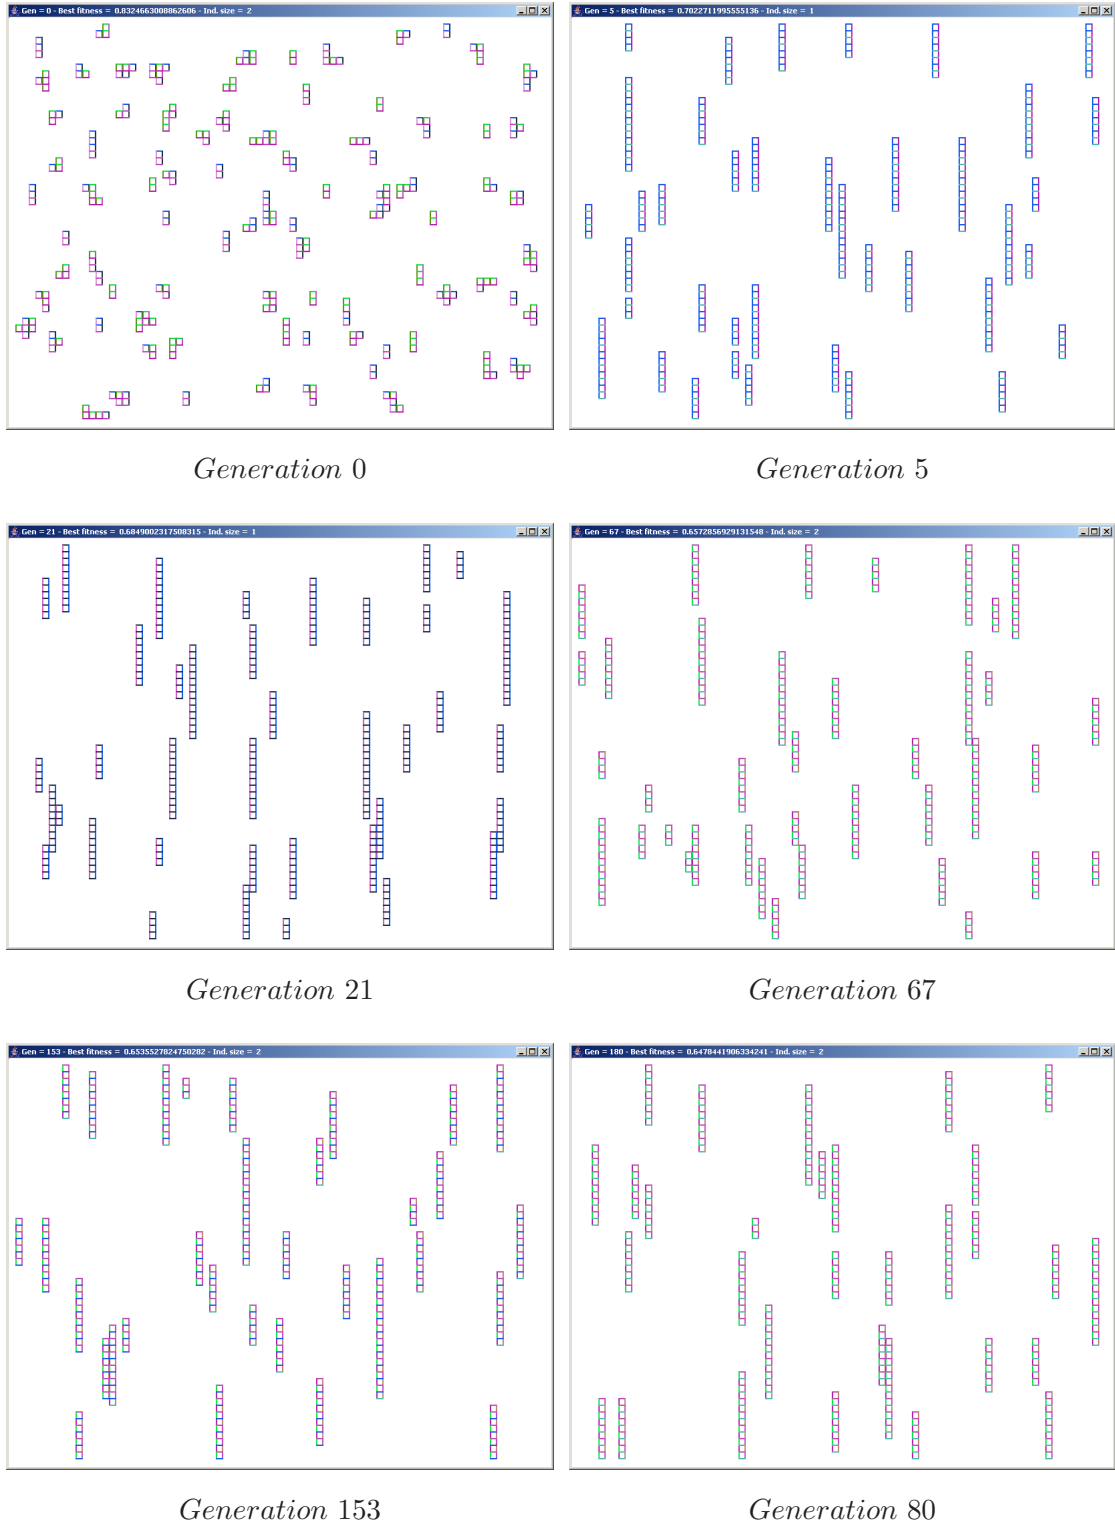 Gen = 0 - Best fitness = 0.8324663008862606 - Ind. size = 2
Gen = 5 - Best fitness = 0.7022711995555136 - Ind. size = 1
Generation 0
Generation 5
Gen = 21 - Best fitness = 0.6849002317508315 - Ind. size = 1
Gen = 67 - Best fitness = 0.6572856929131548 - Ind. size = 2
Generation 21
Generation 67
Gen = 153 - Best fitness = 0.6535527824750282 - Ind. size = 2
Gen = 180 - Best fitness = 0.6478441906334241 - Ind. size = 2
Generation 153
Generation 80